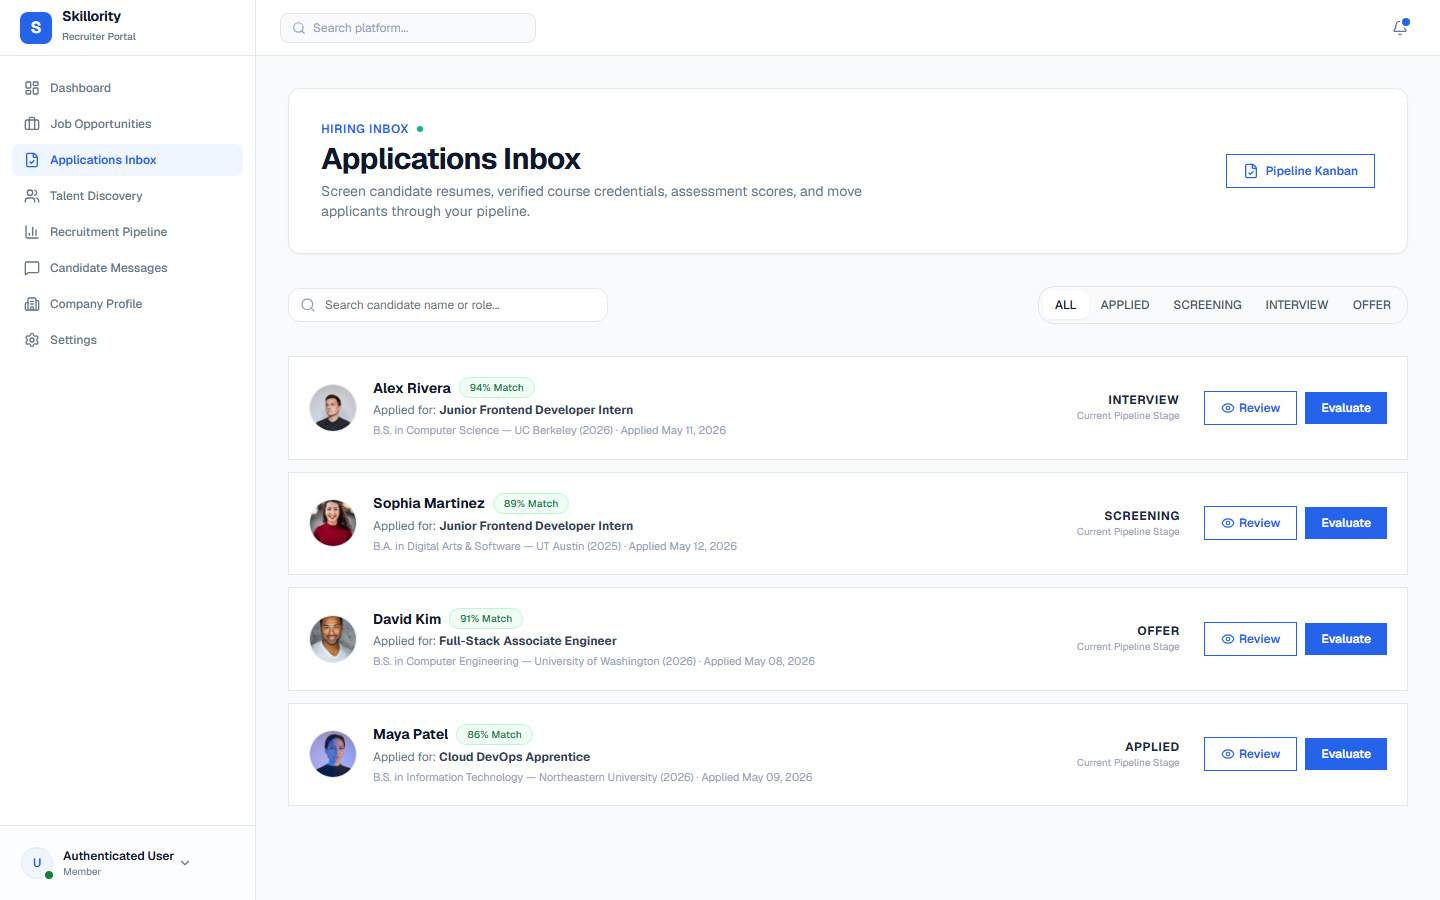 S
Skillority
Recruiter Portal
Search platform...
Dashboard
Job Opportunities
Applications Inbox
Talent Discovery
Recruitment Pipeline
Candidate Messages
Company Profile
Settings
U
Authenticated User
Member
HIRING INBOX
Applications Inbox
Screen candidate resumes, verified course credentials, assessment scores, and move
applicants through your pipeline.
Pipeline Kanban
Search candidate name or role...
ALL APPLIED SCREENING INTERVIEW OFFER
Alex Rivera 94% Match
Applied for: Junior Frontend Developer Intern
B.S. in Computer Science — UC Berkeley (2026) · Applied May 11, 2026
INTERVIEW
Current Pipeline Stage
Review Evaluate
Sophia Martinez 89% Match
Applied for: Junior Frontend Developer Intern
B.A. in Digital Arts & Software — UT Austin (2025) · Applied May 12, 2026
SCREENING
Current Pipeline Stage
Review Evaluate
David Kim 91% Match
Applied for: Full-Stack Associate Engineer
B.S. in Computer Engineering — University of Washington (2026) · Applied May 08, 2026
OFFER
Current Pipeline Stage
Review Evaluate
Maya Patel 86% Match
Applied for: Cloud DevOps Apprentice
B.S. in Information Technology — Northeastern University (2026) · Applied May 09, 2026
APPLIED
Current Pipeline Stage
Review Evaluate